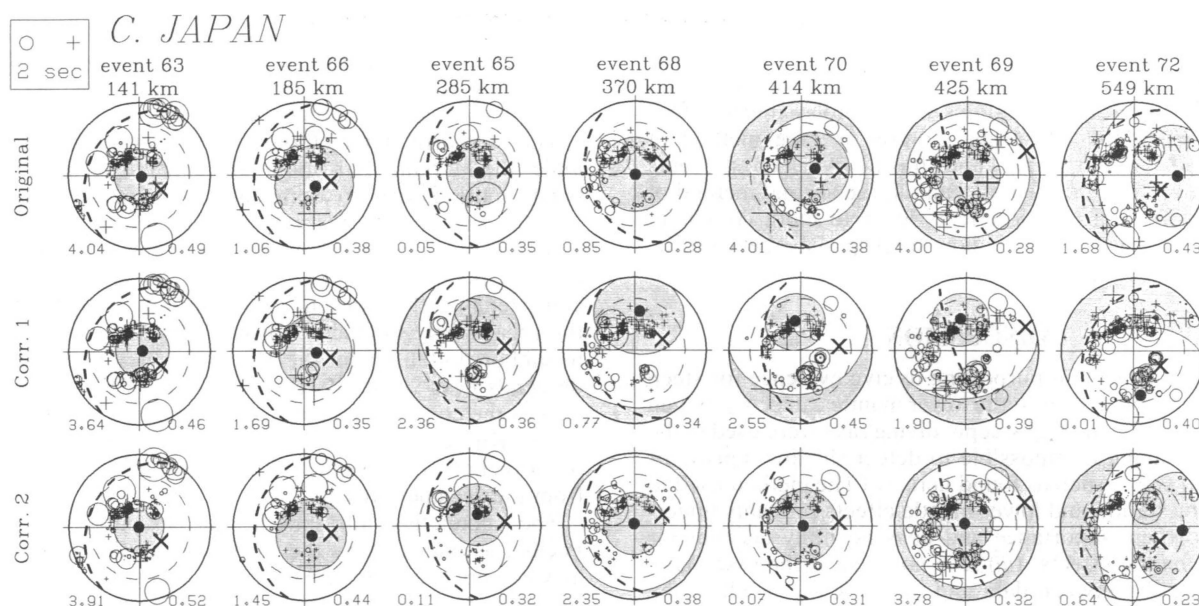 C. JAPAN
2 sec
event 63 event 66 event 65 event 68 event 70 event 69 event 72
141 km 185 km 285 km 370 km 414 km 425 km 549 km
Original
4.04 0.49 1.06 0.38 0.05 0.35 0.85 0.28 4.01 0.38 4.00 0.28 1.68 0.43
Corr. 1
3.64 0.46 1.69 0.35 2.36 0.36 0.77 0.34 2.55 0.45 1.90 0.39 0.01 0.40
Corr. 2
3.91 0.52 1.45 0.44 0.11 0.32 2.35 0.38 0.07 0.31 3.78 0.32 0.64 0.23